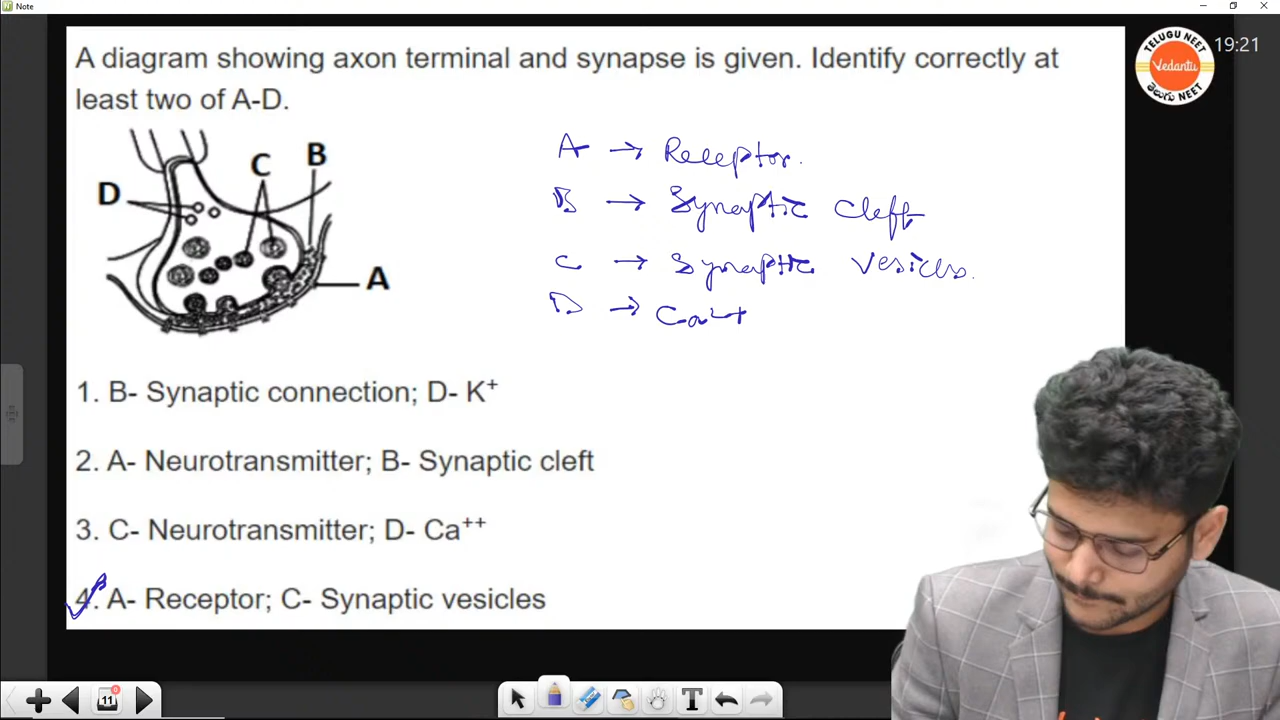 Note
A diagram showing axon terminal and synapse is given. Identify correctly at
least two of A-D.
TELUGU NEET
Vedantu
తెలుగు NEET
19:21
D
C
B
A
A → Receptor.
B → Synaptic cleft
C → Synaptic vesicles.
D → Ca2+
1. B- Synaptic connection; D- K⁺
2. A- Neurotransmitter; B- Synaptic cleft
3. C- Neurotransmitter; D- Ca⁺⁺
4. A- Receptor; C- Synaptic vesicles
11
T